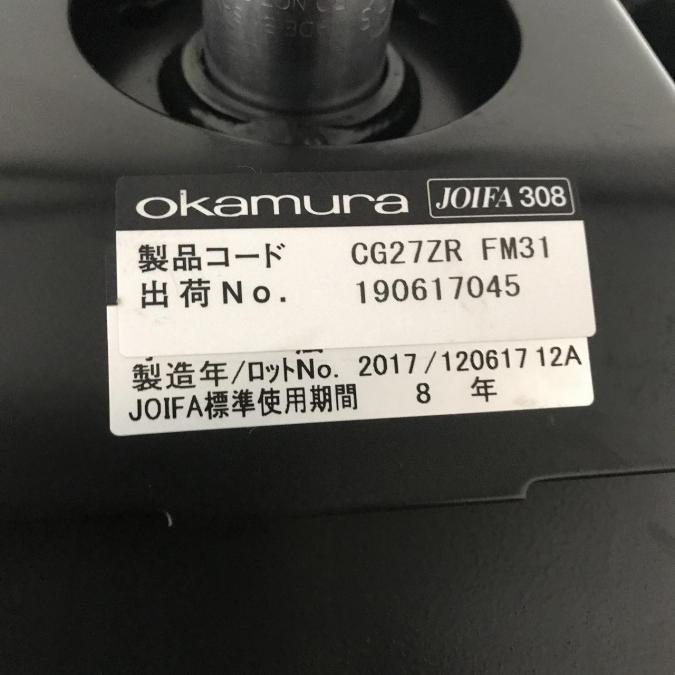 okamura JOIFA 308
製品コード CG27ZR FM31
出荷No. 190617045
製造年/ロットNo. 2017/120617 12A
JOIFA標準使用期間 8 年